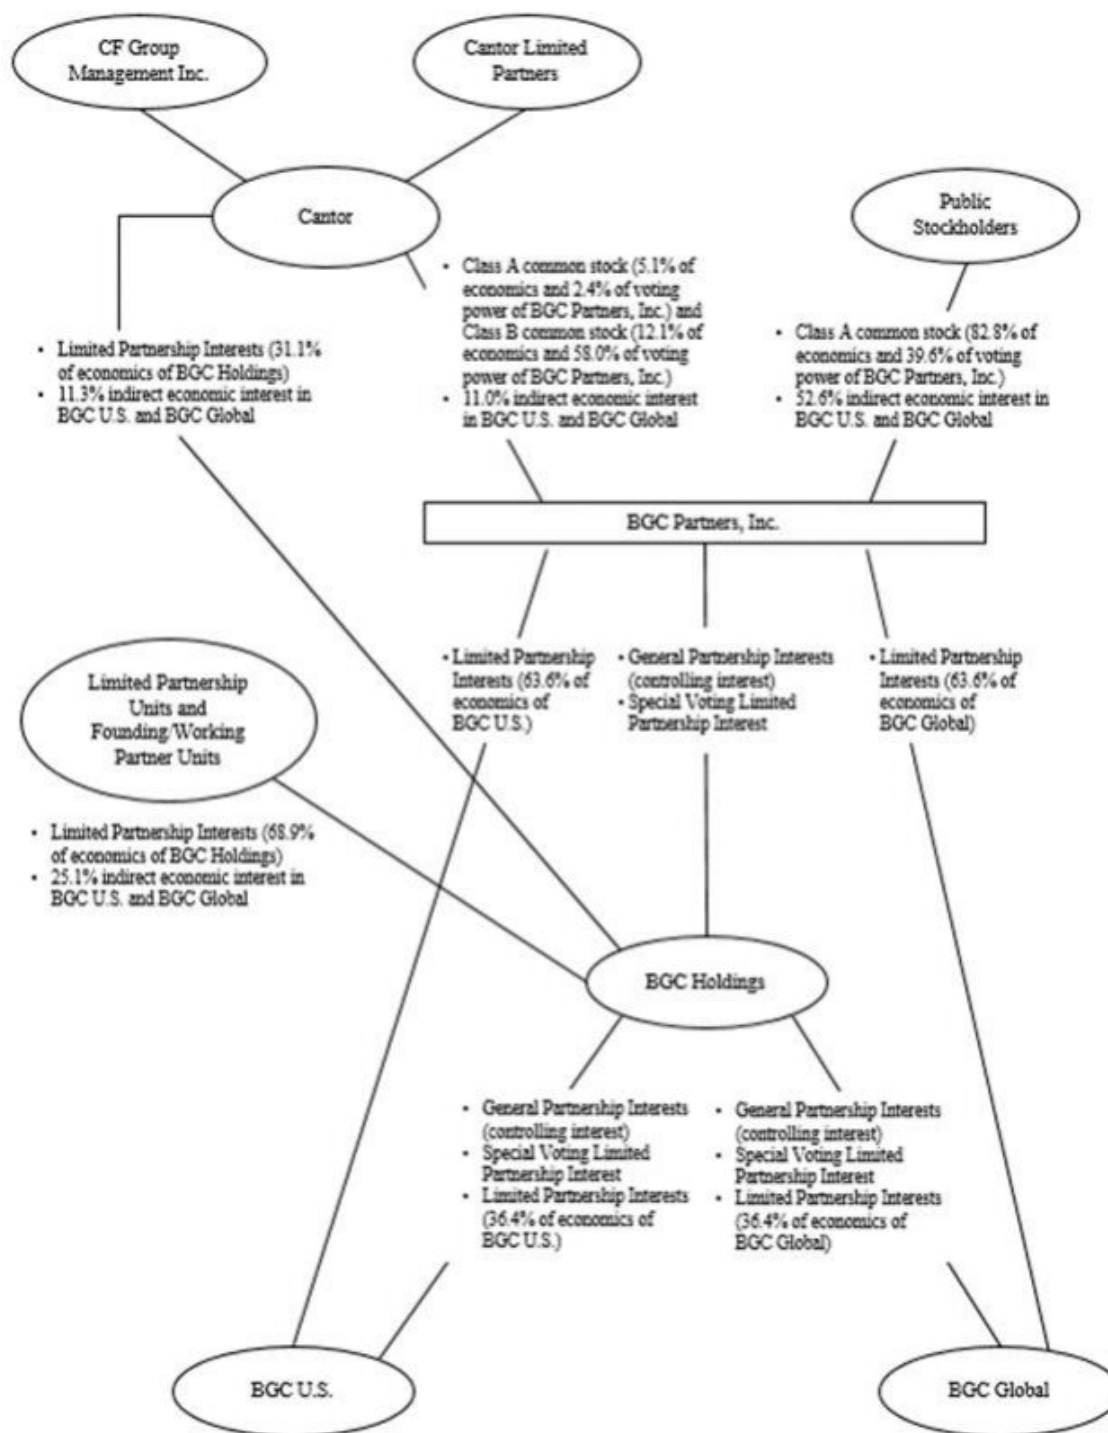 CF Group
Management Inc.
Cantor Limited
Partners
Cantor
Public
Stockholders
• Class A common stock (5.1% of
economics and 2.4% of voting
power of BGC Partners, Inc.) and
Class B common stock (12.1% of
economics and 58.0% of voting
power of BGC Partners, Inc.)
• 11.0% indirect economic interest
in BGC U.S. and BGC Global
• Class A common stock (82.8% of
economics and 39.6% of voting
power of BGC Partners, Inc.)
• 52.6% indirect economic interest in
BGC U.S. and BGC Global
• Limited Partnership Interests (31.1%
of economics of BGC Holdings)
• 11.3% indirect economic interest in
BGC U.S. and BGC Global
BGC Partners, Inc.
• Limited Partnership
Interests (63.6% of
economics of
BGC U.S.)
• General Partnership Interests
(controlling interest)
• Special Voting Limited
Partnership Interest
• Limited Partnership
Interests (63.6% of
economics of
BGC Global)
Limited Partnership
Units and
Founding/Working
Partner Units
• Limited Partnership Interests (68.9%
of economics of BGC Holdings)
• 25.1% indirect economic interest in
BGC U.S. and BGC Global
BGC Holdings
• General Partnership Interests
(controlling interest)
• Special Voting Limited
Partnership Interest
• Limited Partnership Interests
(36.4% of economics of
BGC U.S.)
• General Partnership Interests
(controlling interest)
• Special Voting Limited
Partnership Interest
• Limited Partnership Interests
(36.4% of economics of
BGC Global)
BGC U.S.
BGC Global